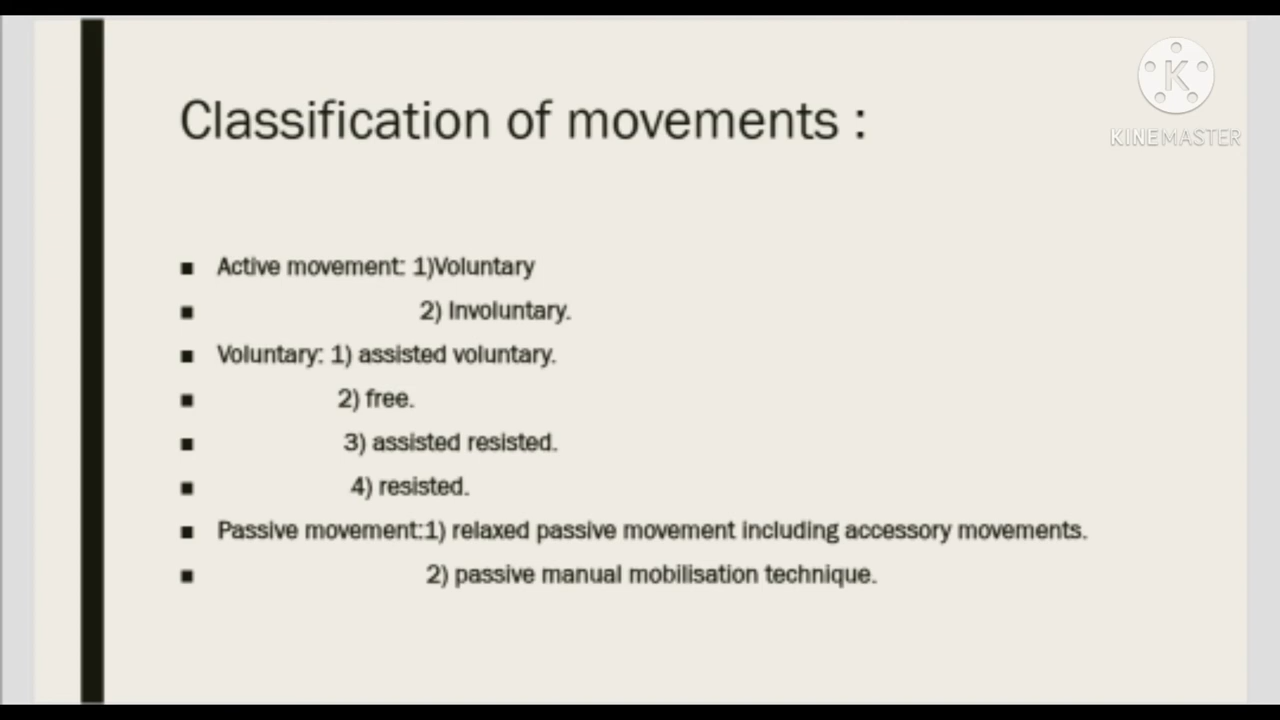 Classification of movements :
K
KINEMASTER
■ Active movement: 1)Voluntary
■ 2) Involuntary.
■ Voluntary: 1) assisted voluntary.
■ 2) free.
■ 3) assisted resisted.
■ 4) resisted.
■ Passive movement:1) relaxed passive movement including accessory movements.
■ 2) passive manual mobilisation technique.